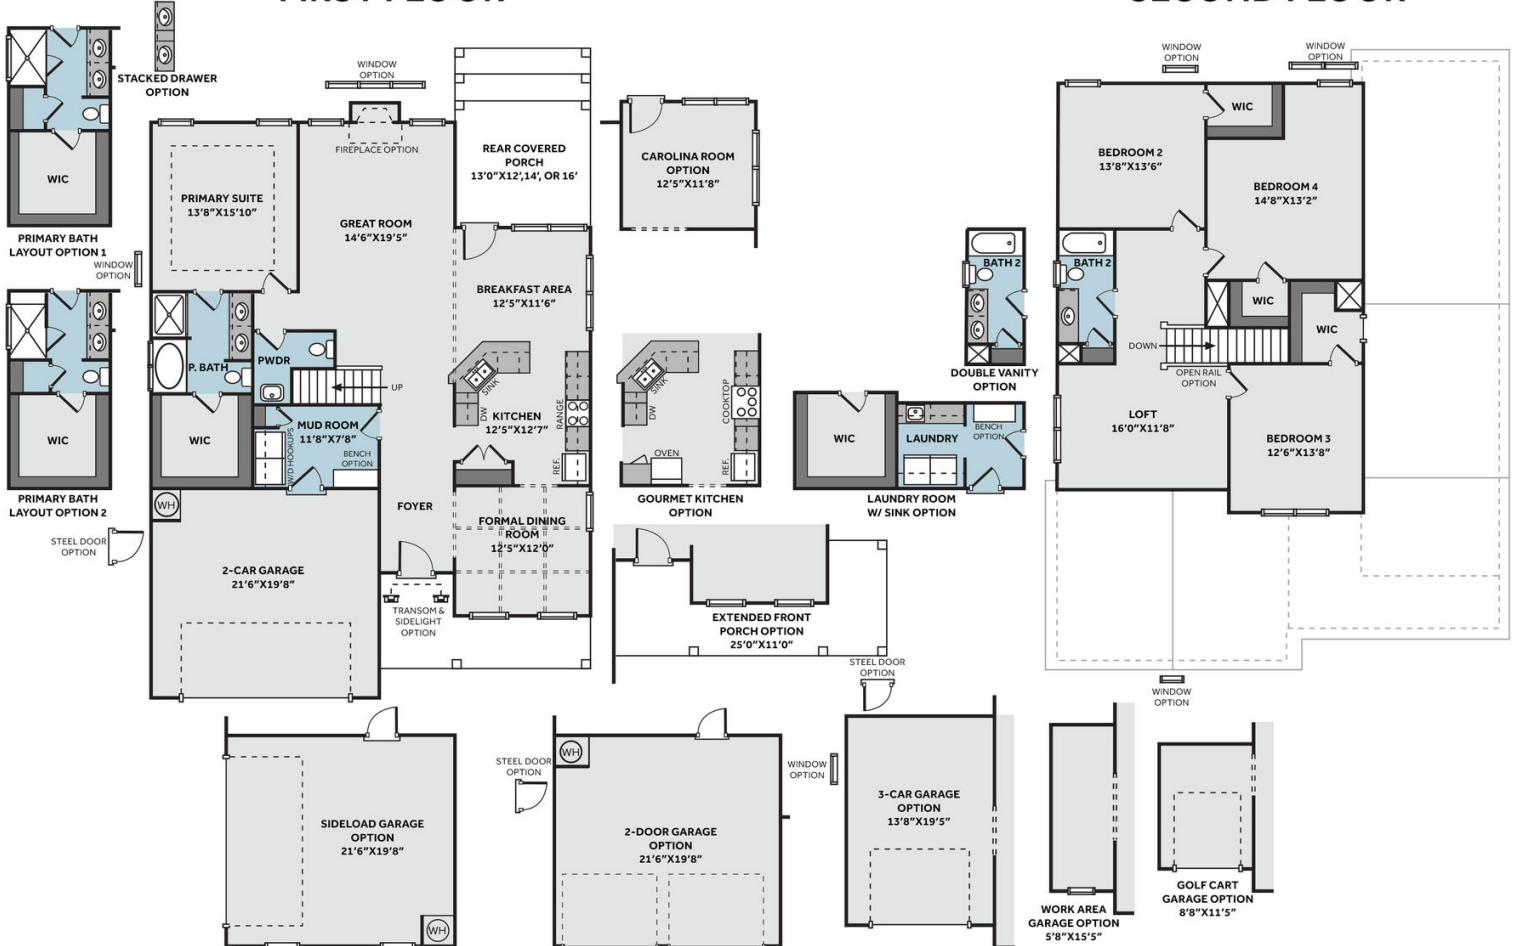 FIRST FLOOR
SECOND FLOOR
STACKED DRAWER
OPTION
WIC
PRIMARY BATH
LAYOUT OPTION 1
WINDOW
OPTION
WIC
PRIMARY BATH
LAYOUT OPTION 2
STEEL DOOR
OPTION
WINDOW
OPTION
FIREPLACE OPTION
PRIMARY SUITE
13'8"X15'10"
GREAT ROOM
14'6"X19'5"
REAR COVERED
PORCH
13'0"X12',14', OR 16'
BREAKFAST AREA
12'5"X11'6"
P. BATH
PWDR
UP
SINK
DW
KITCHEN
12'5"X12'7"
RANGE
REF.
WIC
MUD ROOM
11'8"X7'8"
W/D HOOKUPS
BENCH
OPTION
WH
FOYER
FORMAL DINING
ROOM
12'5"X12'0"
2-CAR GARAGE
21'6"X19'8"
TRANSOM &
SIDELIGHT
OPTION
CAROLINA ROOM
OPTION
12'5"X11'8"
SINK
DW
COOKTOP
OVEN
REF.
GOURMET KITCHEN
OPTION
EXTENDED FRONT
PORCH OPTION
25'0"X11'0"
BATH 2
DOUBLE VANITY
OPTION
WIC
LAUNDRY
BENCH
OPTION
LAUNDRY ROOM
W/ SINK OPTION
WINDOW
OPTION
WINDOW
OPTION
WIC
BEDROOM 2
13'8"X13'6"
BEDROOM 4
14'8"X13'2"
BATH 2
WIC
WIC
DOWN
OPEN RAIL
OPTION
LOFT
16'0"X11'8"
BEDROOM 3
12'6"X13'8"
WINDOW
OPTION
SIDELOAD GARAGE
OPTION
21'6"X19'8"
WH
STEEL DOOR
OPTION
WH
2-DOOR GARAGE
OPTION
21'6"X19'8"
STEEL DOOR
OPTION
WINDOW
OPTION
3-CAR GARAGE
OPTION
13'8"X19'5"
WORK AREA
GARAGE OPTION
5'8"X15'5"
GOLF CART
GARAGE OPTION
8'8"X11'5"